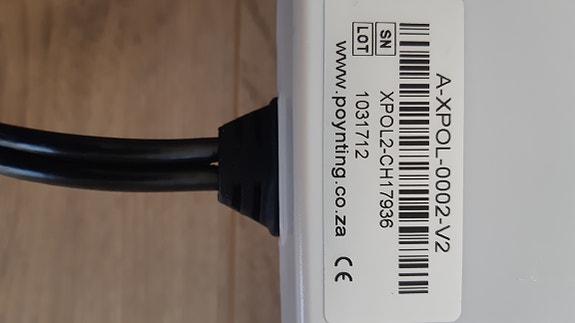 A-XPOL-0002-V2
SN XPOL2-CH17936
LOT 1031712
www.poynting.co.za CE